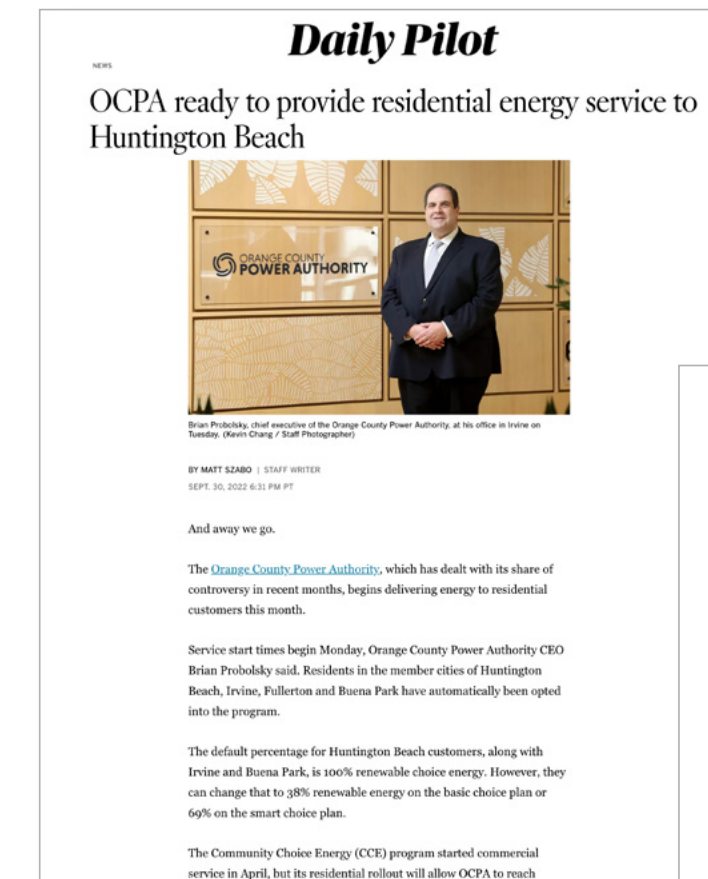 Daily Pilot
NEWS
OCPA ready to provide residential energy service to
Huntington Beach
ORANGE COUNTY
POWER AUTHORITY
Brian Probolsky, chief executive of the Orange County Power Authority, at his office in Irvine on
Tuesday. (Kevin Chang / Staff Photographer)
BY MATT SZABO | STAFF WRITER
SEPT. 30, 2022 6:31 PM PT
And away we go.
The Orange County Power Authority, which has dealt with its share of
controversy in recent months, begins delivering energy to residential
customers this month.
Service start times begin Monday, Orange County Power Authority CEO
Brian Probolsky said. Residents in the member cities of Huntington
Beach, Irvine, Fullerton and Buena Park have automatically been opted
into the program.
The default percentage for Huntington Beach customers, along with
Irvine and Buena Park, is 100% renewable choice energy. However, they
can change that to 38% renewable energy on the basic choice plan or
69% on the smart choice plan.
The Community Choice Energy (CCE) program started commercial
service in April, but its residential rollout will allow OCPA to reach